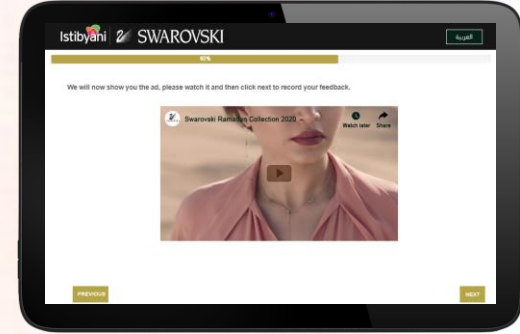 Istibyani SWAROVSKI
العربية
We will now show you the ad, please watch it and then click next to record your feedback.
Swarovski Ramadan Collection 2020
Watch later Share
PREVIOUS
NEXT